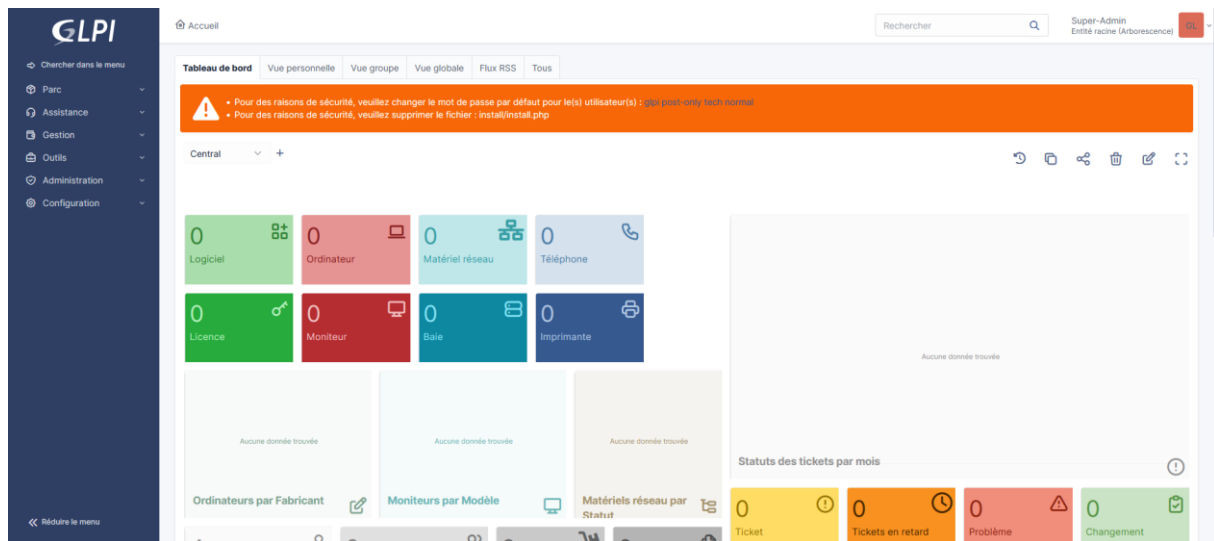 GLPI
Accueil
Rechercher
Super-Admin
Entité racine (Arborescence)
GL
Chercher dans le menu
Parc
Assistance
Gestion
Outils
Administration
Configuration
Réduire le menu
Tableau de bord Vue personnelle Vue groupe Vue globale Flux RSS Tous
• Pour des raisons de sécurité, veuillez changer le mot de passe par défaut pour le(s) utilisateur(s) : glpi post-only tech normal
• Pour des raisons de sécurité, veuillez supprimer le fichier : install/install.php
Central
0
Logiciel
0
Ordinateur
0
Matériel réseau
0
Téléphone
0
Licence
0
Moniteur
0
Baie
0
Imprimante
Aucune donnée trouvée
Ordinateurs par Fabricant
Aucune donnée trouvée
Moniteurs par Modèle
Aucune donnée trouvée
Matériels réseau par
Statut
Aucune donnée trouvée
Statuts des tickets par mois
0
Ticket
0
Tickets en retard
0
Problème
0
Changement